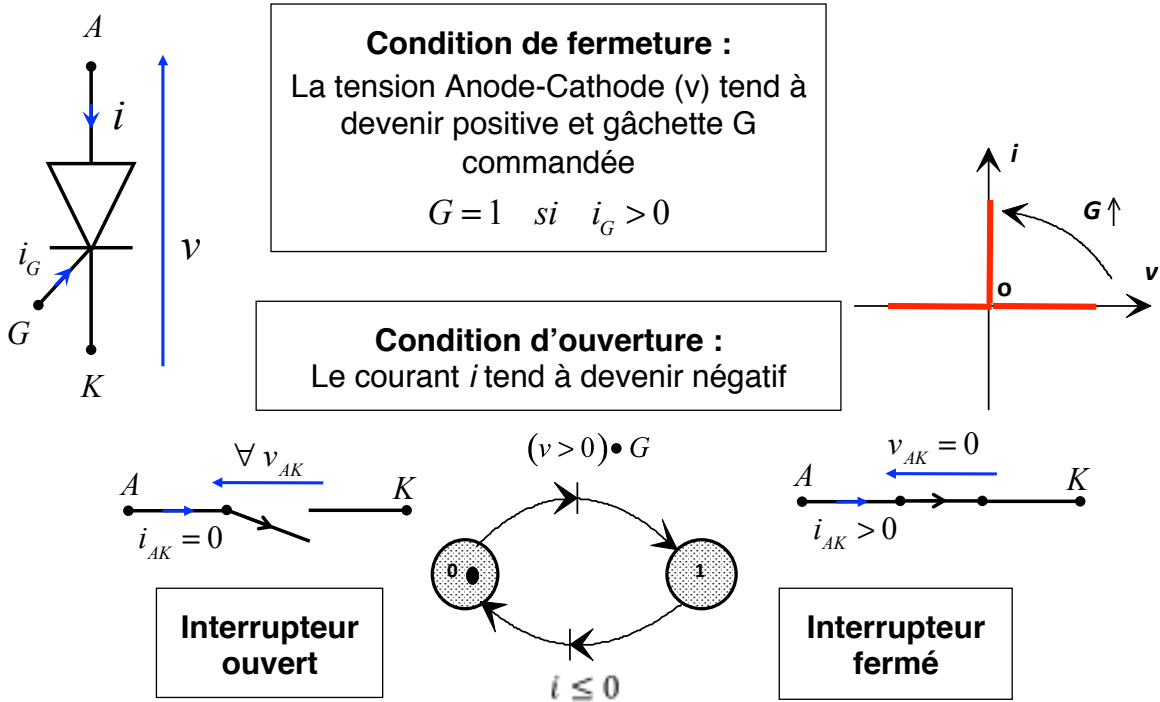 A
i
i_G
G
K
v
Condition de fermeture :
La tension Anode-Cathode (v) tend à
devenir positive et gâchette G
commandée
G = 1 si i_G > 0
i
G ↑
v
o
Condition d'ouverture :
Le courant i tend à devenir négatif
∀ v_AK
A
K
i_AK = 0
Interrupteur
ouvert
(v > 0) • G
0
1
i ≤ 0
v_AK = 0
A
K
i_AK > 0
Interrupteur
fermé